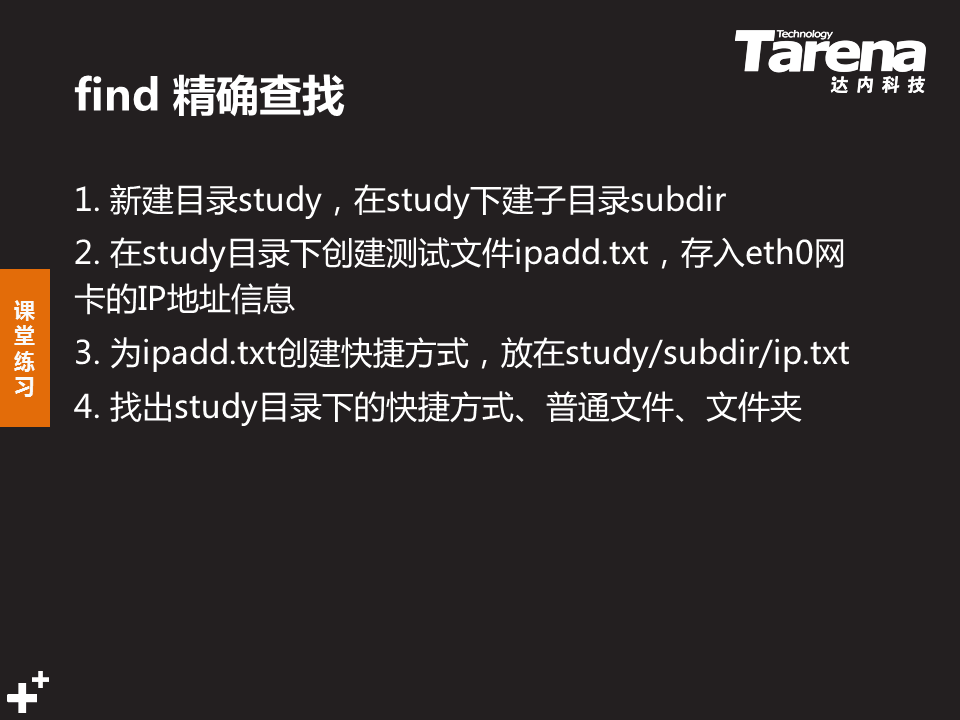 Technology
Tarena
达内科技
find 精确查找
1. 新建目录study，在study下建子目录subdir
2. 在study目录下创建测试文件ipadd.txt，存入eth0网
卡的IP地址信息
3. 为ipadd.txt创建快捷方式，放在study/subdir/ip.txt
4. 找出study目录下的快捷方式、普通文件、文件夹
课
堂
练
习